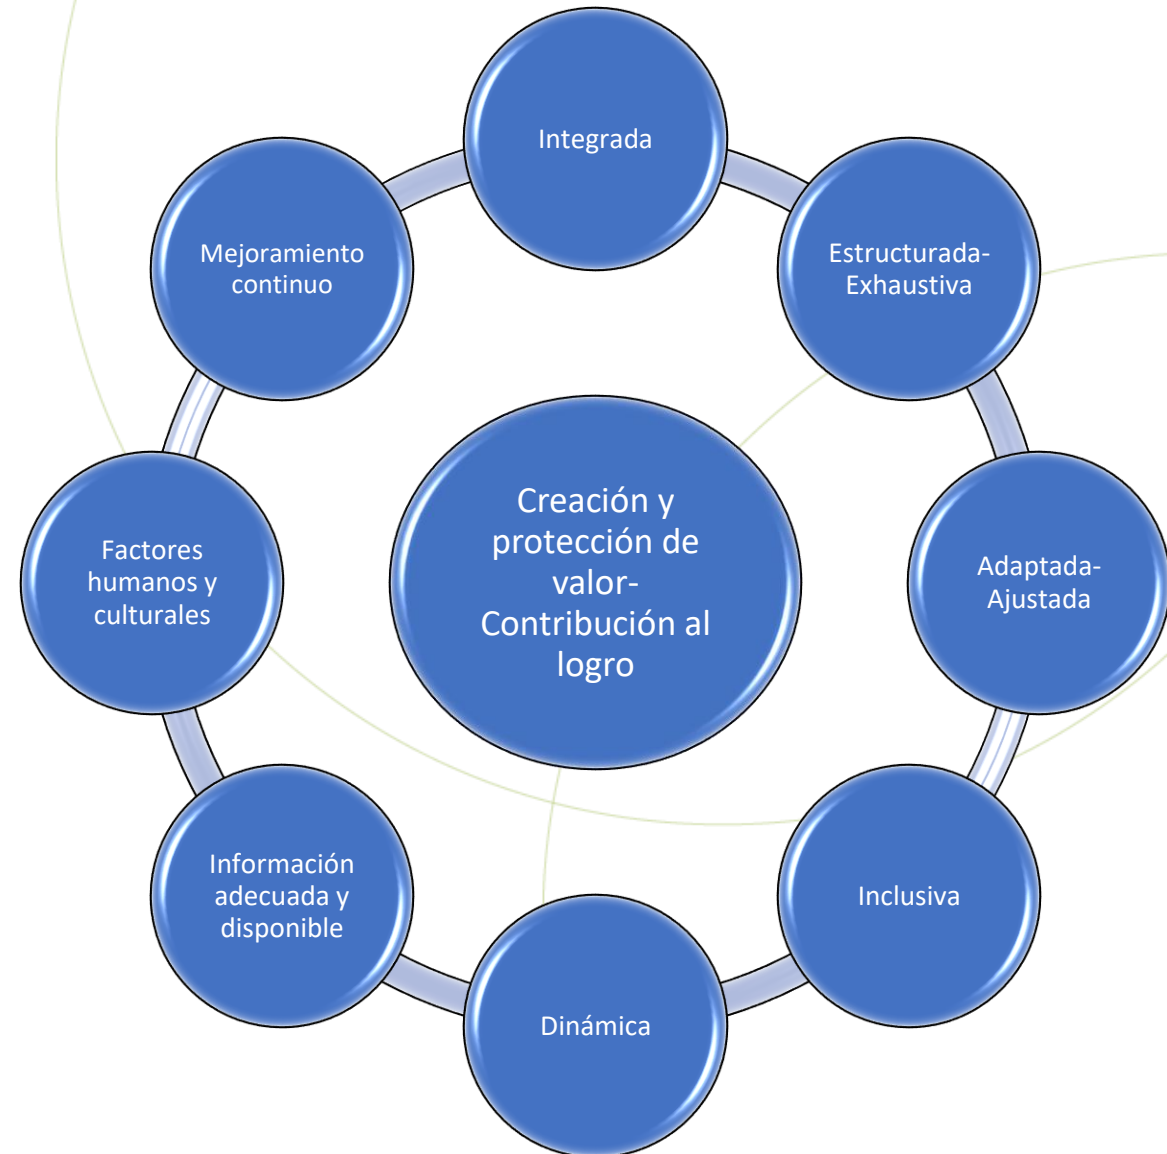 Integrada
Estructurada-
Exhaustiva
Adaptada-
Ajustada
Inclusiva
Dinámica
Información
adecuada y
disponible
Factores
humanos y
culturales
Mejoramiento
continuo
Creación y
protección de
valor-
Contribución al
logro